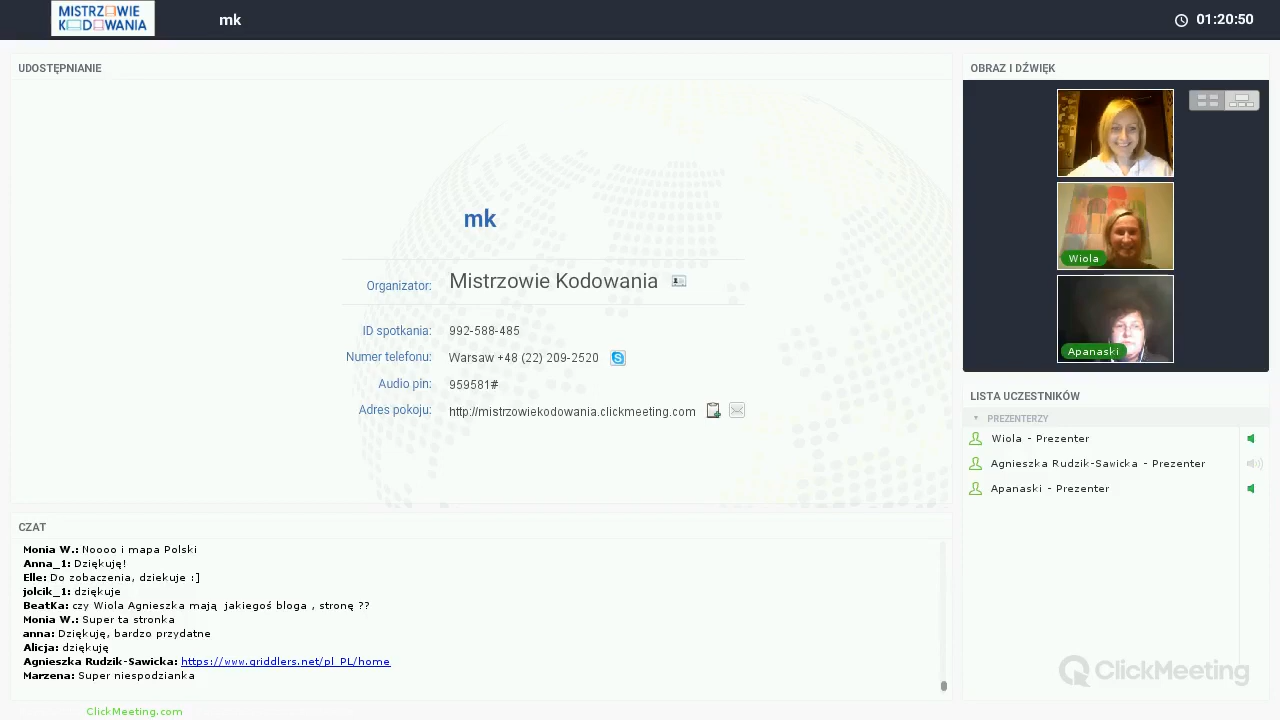 MISTRZOWIE
KODOWANIA
mk
01:20:50
UDOSTĘPNIANIE
mk
Organizator: Mistrzowie Kodowania
ID spotkania: 992-588-485
Numer telefonu: Warsaw +48 (22) 209-2520
Audio pin: 959581#
Adres pokoju: http://mistrzowiekodowania.clickmeeting.com
OBRAZ I DŹWIĘK
Wiola
Apanaski
LISTA UCZESTNIKÓW
PREZENTERZY
Wiola - Prezenter
Agnieszka Rudzik-Sawicka - Prezenter
Apanaski - Prezenter
ClickMeeting
CZAT
Monia W.: Noooo i mapa Polski
Anna_1: Dziękuję!
Elle: Do zobaczenia, dziekuje :]
jolcik_1: dziękuje
BeatKa: czy Wiola Agnieszka mają jakiegoś bloga , stronę ??
Monia W.: Super ta stronka
anna: Dziękuję, bardzo przydatne
Alicja: dziękuję
Agnieszka Rudzik-Sawicka: https://www.griddlers.net/pl_PL/home
Marzena: Super niespodzianka
ClickMeeting.com